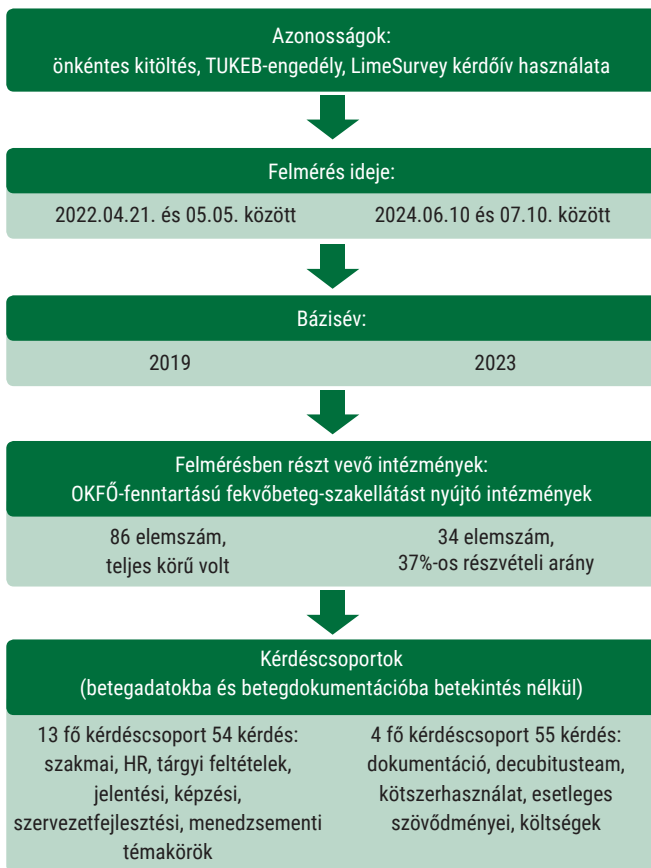 Azonosságok:
önkéntes kitöltés, TUKEB-engedély, LimeSurvey kérdőív használata
Felmérés ideje:
2022.04.21. és 05.05. között
2024.06.10 és 07.10. között
Bázisév:
2019
2023
Felmérésben részt vevő intézmények:
OKFŐ-fenntartású fekvőbeteg-szakellátást nyújtó intézmények
86 elemszám,
teljes körű volt
34 elemszám,
37%-os részvételi arány
Kérdéscsoportok
(betegadatokba és betegdokumentációba betekintés nélkül)
13 fő kérdéscsoport 54 kérdés:
szakmai, HR, tárgyi feltételek,
jelentési, képzési,
szervezetfejlesztési, menedzsementi
témakörök
4 fő kérdéscsoport 55 kérdés:
dokumentáció, decubitusteam,
kötszerhasználat, esetleges
szövődményei, költségek